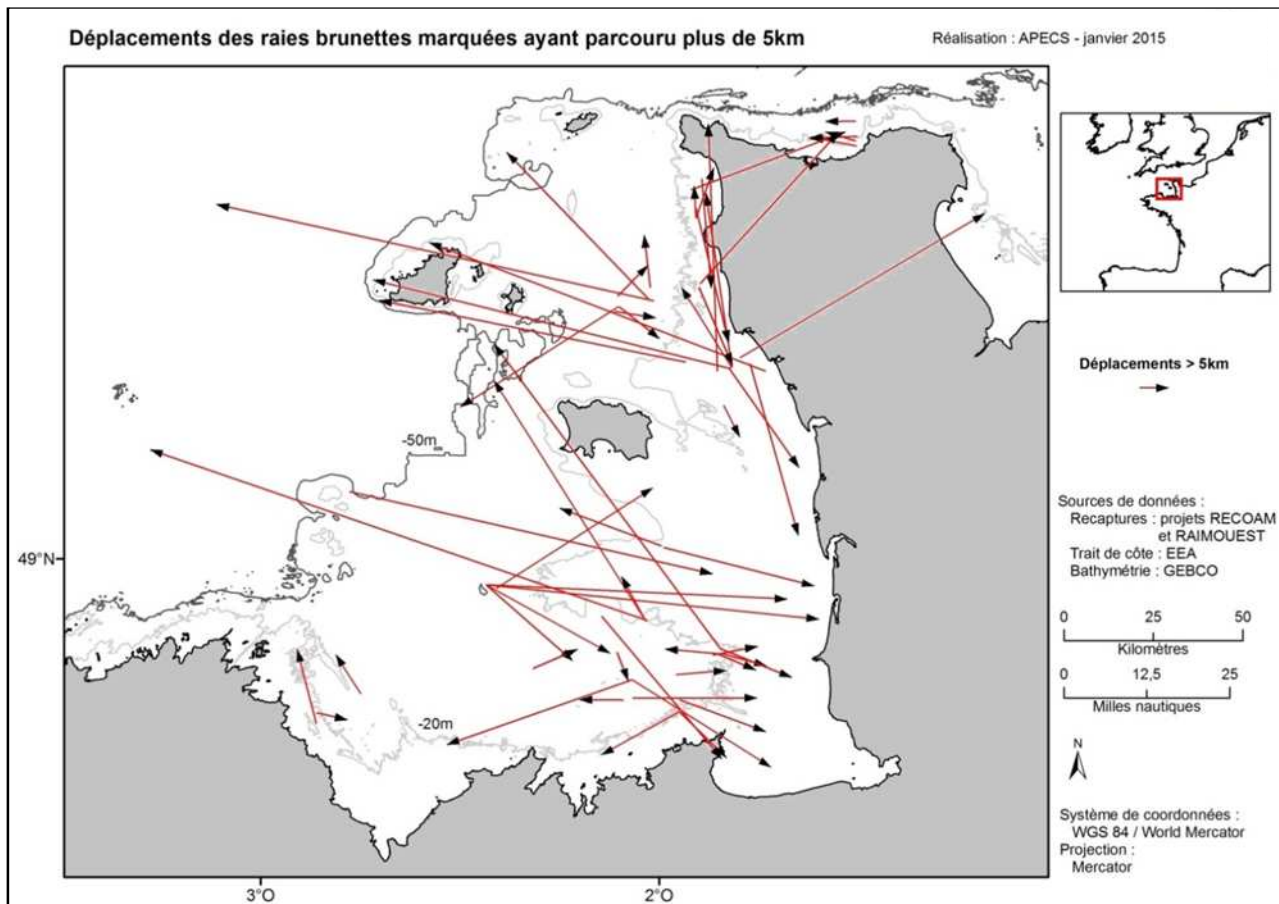 Déplacements des raies brunettes marquées ayant parcouru plus de 5km
Réalisation : APECS - janvier 2015
-50m
49°N
-20m
3°O
2°O
Déplacements > 5km
Sources de données :
Recaptures : projets RECOAM
et RAIMOUEST
Trait de côte : EEA
Bathymétrie : GEBCO
0 25 50
Kilomètres
0 12,5 25
Milles nautiques
N
Système de coordonnées :
WGS 84 / World Mercator
Projection :
Mercator